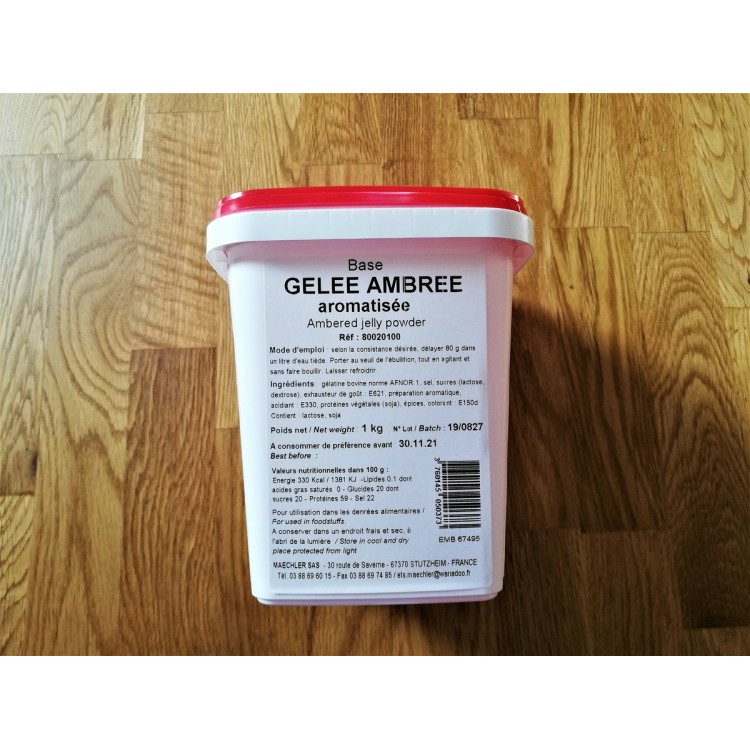 Base
GELEE AMBREE
aromatisée
Ambered jelly powder
Réf : 80020100
Mode d'emploi : selon la consistance désirée, délayer 80 g dans
un litre d'eau tiède. Porter au seuil de l'ébullition, tout en agitant et
sans faire bouillir. Laisser refroidir
Ingrédients : gélatine bovine norme AFNOR 1, sel, sucres (lactose,
dextrose), exhausteur de goût : E621, préparation aromatique,
acidiant : E330, protéines végétales (soja), épices, colorant : E150d
Contient : lactose, soja
Poids net / Net weight : 1 kg N° Lot / Batch : 19/0827
A consommer de préférence avant : 30.11.21
Best before :
Valeurs nutritionnelles dans 100 g :
Energie 330 Kcal / 1381 KJ -Lipides 0.1 dont
acides gras saturés 0 - Glucides 20 dont
sucres 20 - Protéines 59 - Sel 22
Pour utilisation dans les denrées alimentaires /
For used in foodstuffs
A conserver dans un endroit frais et sec, à
l'abri de la lumière / Store in cool and dry
place protected from light
3 760145 050373
EMB 67495
MAECHLER SAS - 30 route de Saverne - 67370 STUTZHEIM - FRANCE
Tél. 03 88 69 60 15 - Fax 03 88 69 74 85 / ets.maechler@wanadoo.fr